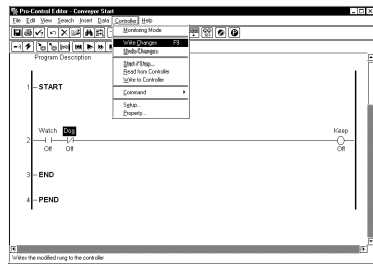 Pro-Control Editor - Conveyor Start
File Edit View Search Insert Data Controller Help
Monitoring Mode
Write Changes F9
Undo Changes
Start / Stop...
Read from Controller
Write to Controller
Command
Setup...
Property...
Program Description
1 START
Watch Dog Keep
2
Off Off Off
3 END
4 PEND
Writes the modified rung to the controller